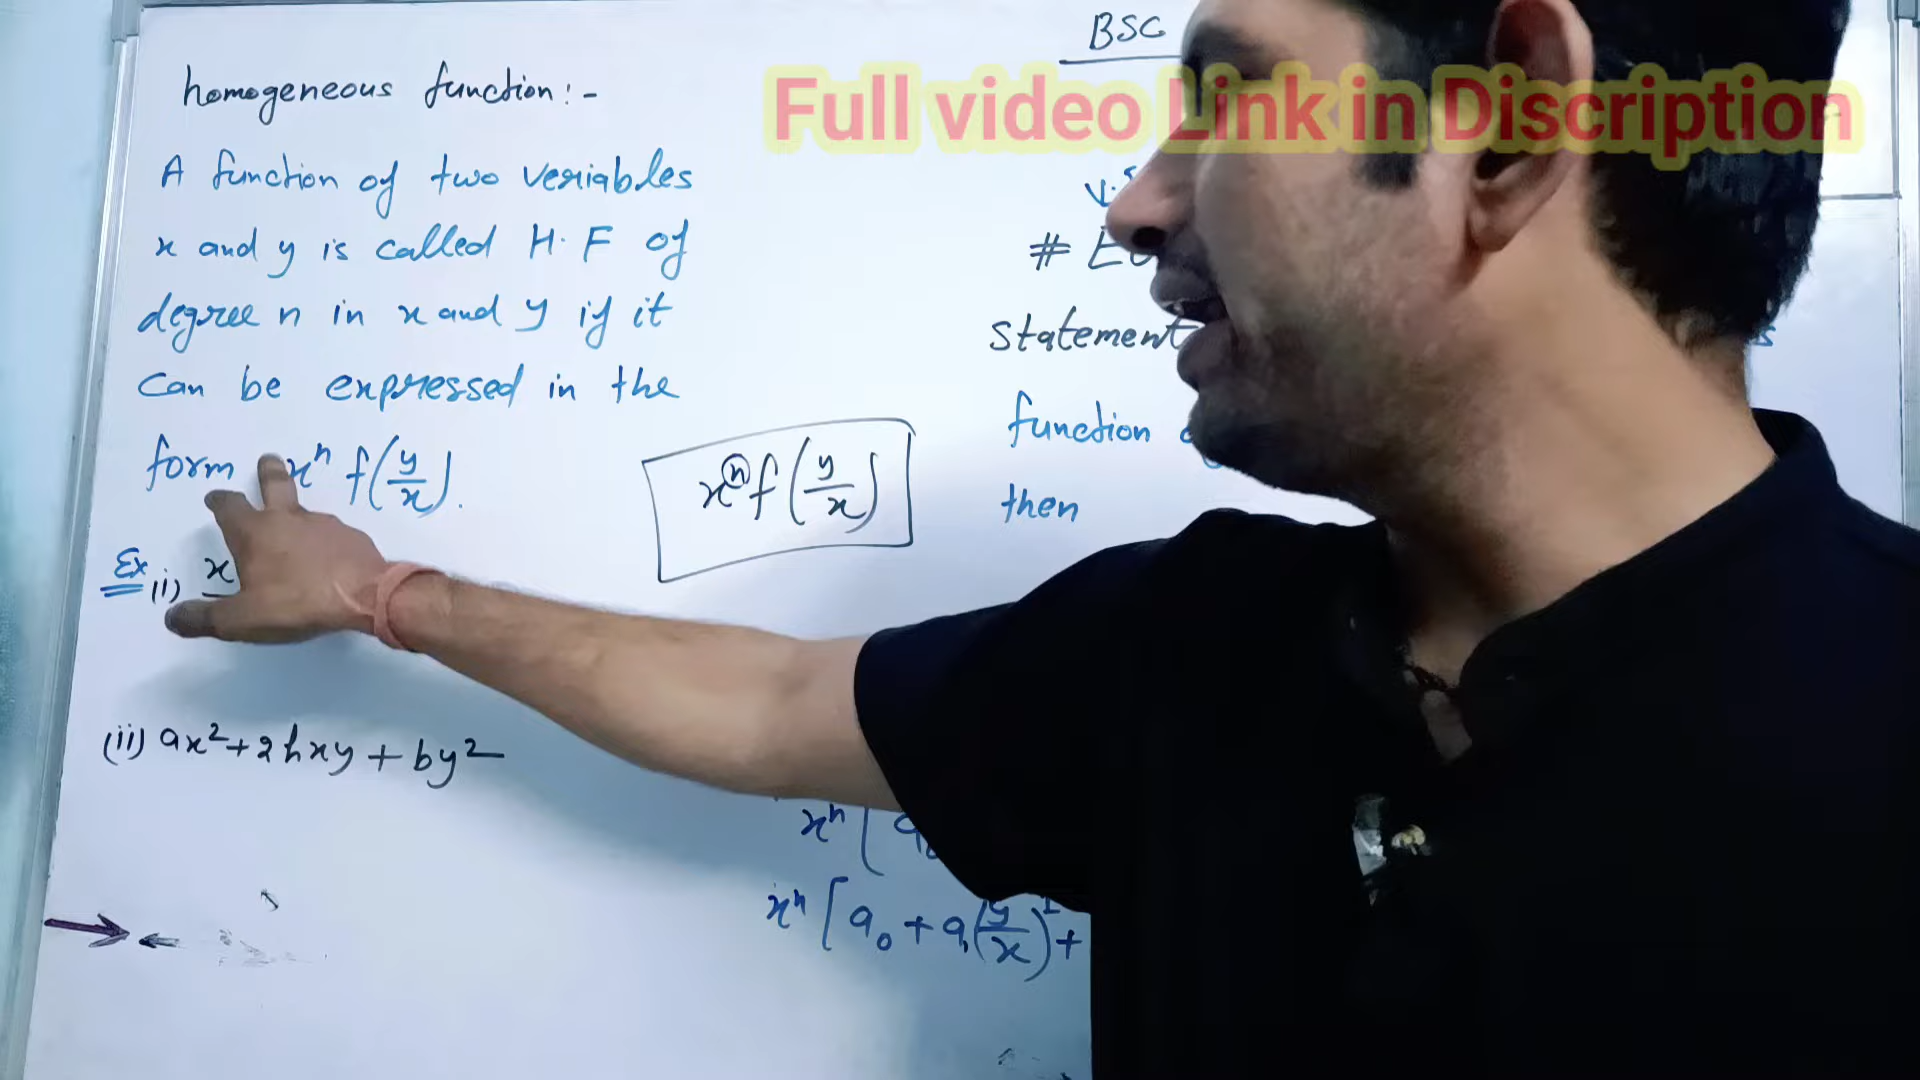 BSC
Full video Link in Discription
homogeneous function:-
A function of two veriables
x and y is called H.F of
degree n in x and y if it
can be expressed in the
form x^n f(y/x).
x^n f(y/x)
Ex (i) x
(ii) ax²+2hxy+by²
#
Statement
function
then
x^n [
x^n [a₀ + a₁(y/x)^1 +